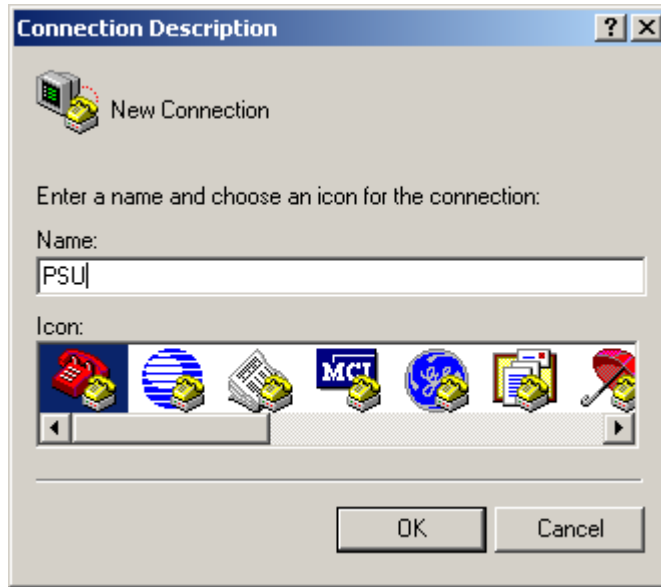 Connection Description
New Connection
Enter a name and choose an icon for the connection:
Name:
PSU
Icon:
MCI
OK
Cancel